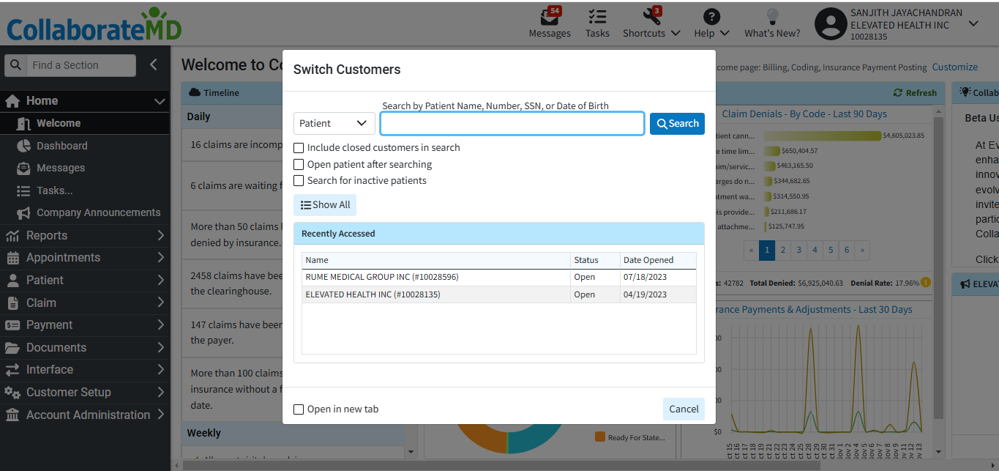 CollaborateMD
54
Messages
Tasks
3
Shortcuts
Help
What's New?
SANJITH JAYACHANDRAN
ELEVATED HEALTH INC
10028135
Find a Section
Home
Welcome
Dashboard
Messages
Tasks...
Company Announcements
Reports
Appointments
Patient
Claim
Payment
Documents
Interface
Customer Setup
Account Administration
Welcome to Co
come page: Billing, Coding, Insurance Payment Posting Customize
Timeline
Daily
16 claims are incomp
6 claims are waiting f
More than 50 claims
denied by insurance.
2458 claims have bee
the clearinghouse.
147 claims have been
the payer.
More than 100 claims
insurance without a f
date.
Weekly
Switch Customers
Search by Patient Name, Number, SSN, or Date of Birth
Patient
Search
Include closed customers in search
Open patient after searching
Search for inactive patients
Show All
Recently Accessed
Name Status Date Opened
RUME MEDICAL GROUP INC (#10028596) Open 07/18/2023
ELEVATED HEALTH INC (#10028135) Open 04/19/2023
Open in new tab
Cancel
Ready For State...
Refresh
Claim Denials - By Code - Last 90 Days
tient cann... $4,605,023.85
e time lim... $650,404.57
aim/servic... $463,165.50
arges do n... $344,682.65
tment wa... $314,550.95
is provide... $211,686.17
attachme... $125,747.95
« 1 2 3 4 5 6 »
s: 42782 Total Denied: $6,925,040.63 Denial Rate: 17.96%
rance Payments & Adjustments - Last 30 Days
00
00
00
$0
ct 15
ct 16
ct 17
ct 18
ct 21
ct 22
ct 23
ct 24
ct 25
ct 28
ct 29
ct 30
ct 31
ov 1
ov 2
ov 4
ov 5
ov 6
ov 7
ov 8
ov 9
ov 11
ov 12
ov 13
Collab
Beta Us
At Ev
enha
innov
evolv
invite
partic
Colla
Click
ELEVA